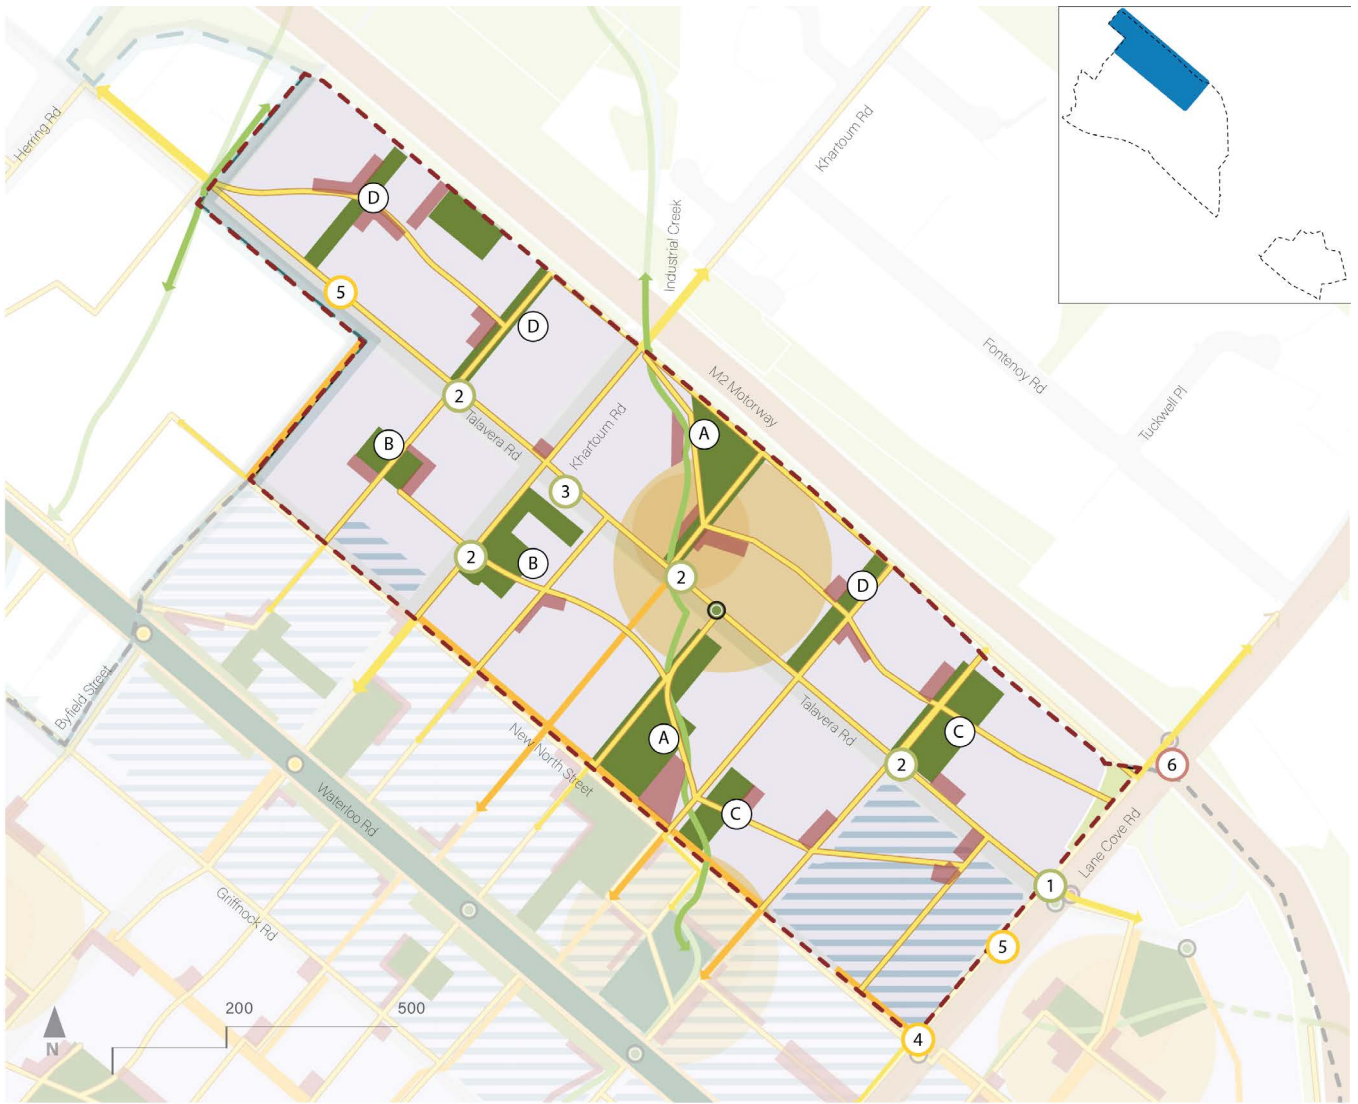 Herring Rd
Khartoum Rd
Industrial Creek
D
5
D
M2 Motorway
Fontenoy Rd
Tuckwell Pl
2
Talavera Rd
Khartoum Rd
A
B
3
2
B
2
D
Byfield Street
New North Street
A
Talavera Rd
C
2
6
Waterloo Rd
C
Lane Cove Rd
1
Griffnock Rd
5
200
500
4
N